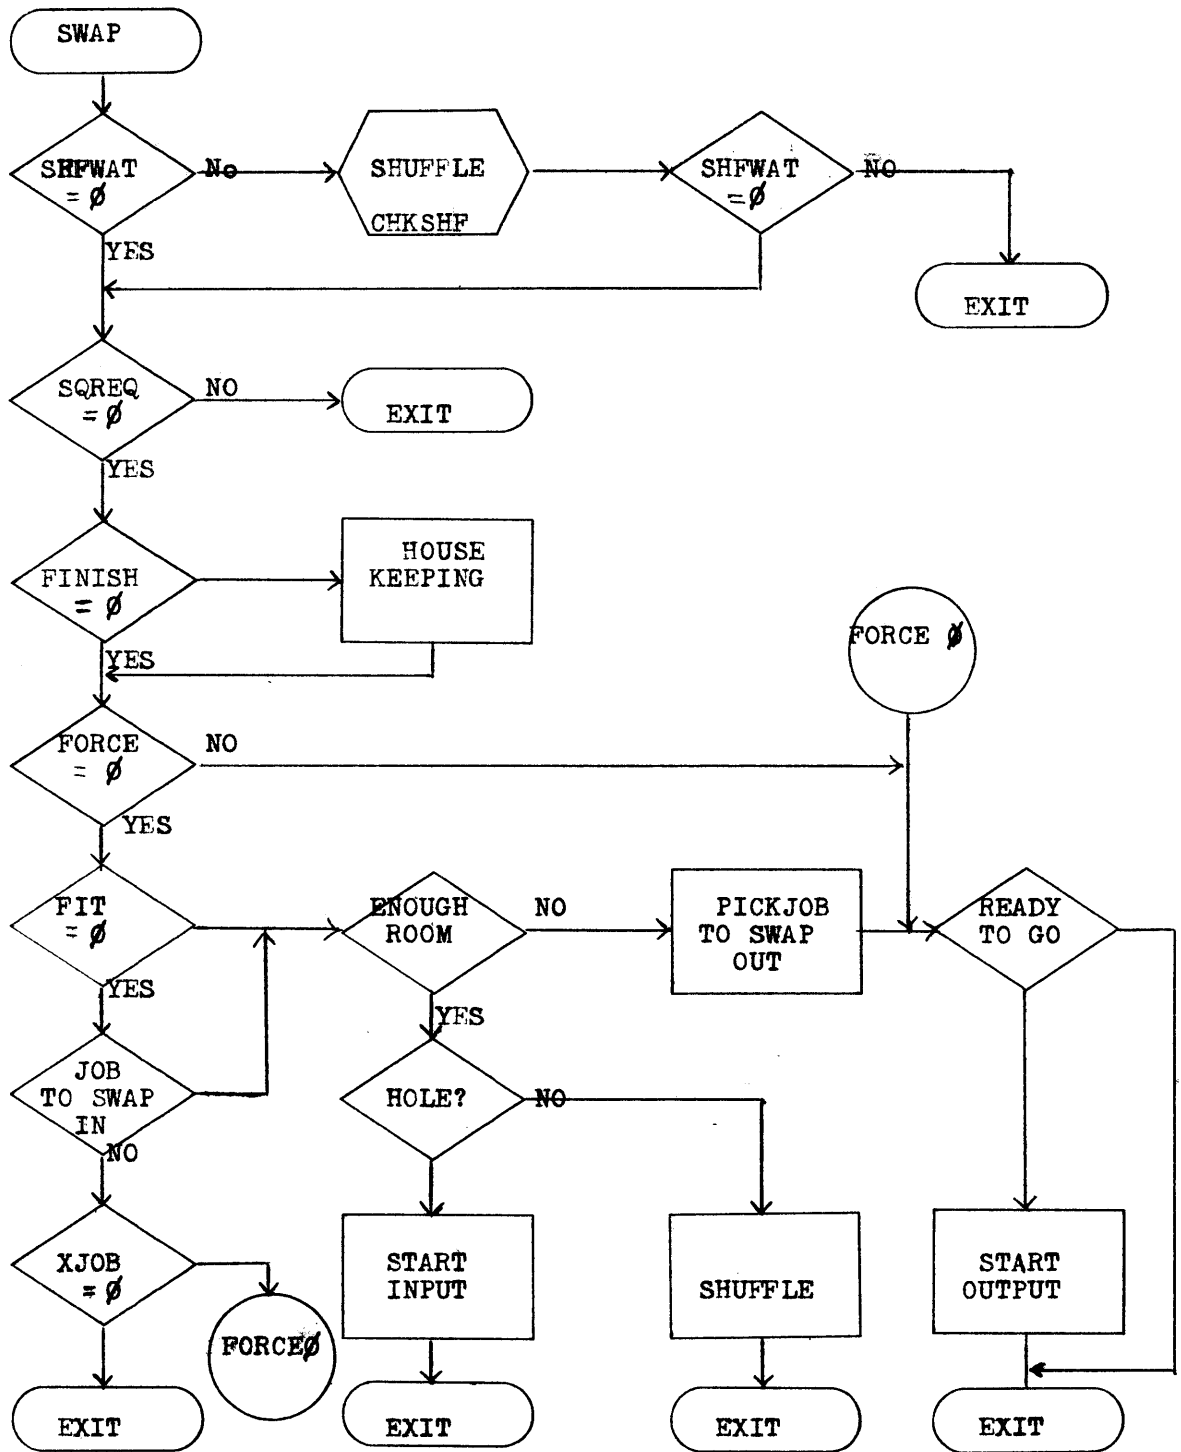 SWAP
SHFWAT
= Ø
No
SHUFFLE
CHKSHF
SHFWAT
= Ø
NO
YES
EXIT
SQREQ
= Ø
NO
EXIT
YES
FINISH
= Ø
HOUSE
KEEPING
YES
FORCE Ø
FORCE
= Ø
NO
YES
FIT
= Ø
ENOUGH
ROOM
NO
PICKJOB
TO SWAP
OUT
READY
TO GO
YES
YES
JOB
TO SWAP
IN
HOLE?
NO
NO
XJOB
= Ø
START
INPUT
SHUFFLE
START
OUTPUT
FORCEØ
EXIT
EXIT
EXIT
EXIT